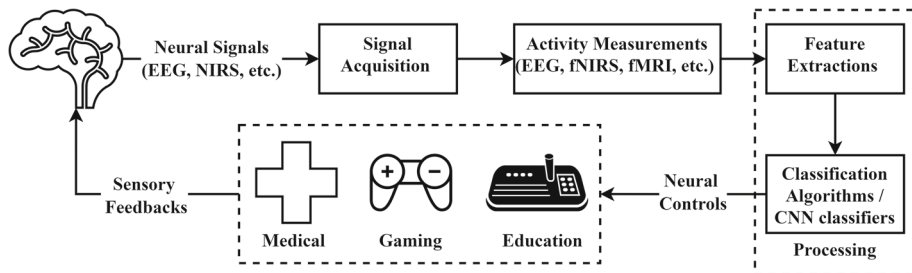 Neural Signals
(EEG, NIRS, etc.)
Signal
Acquisition
Activity Measurements
(EEG, fNIRS, fMRI, etc.)
Feature
Extractions
Classification
Algorithms /
CNN classifiers
Processing
Neural
Controls
Medical
Gaming
Education
Sensory
Feedbacks